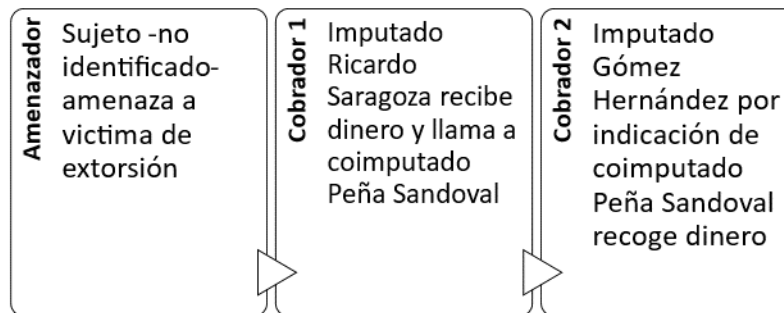 Amenazador
Sujeto -no
identificado-
amenaza a
victima de
extorsión
Cobrador 1
Imputado
Ricardo
Saragoza recibe
dinero y llama a
coimputado
Peña Sandoval
Cobrador 2
Imputado
Gómez
Hernández por
indicación de
coimputado
Peña Sandoval
recoge dinero